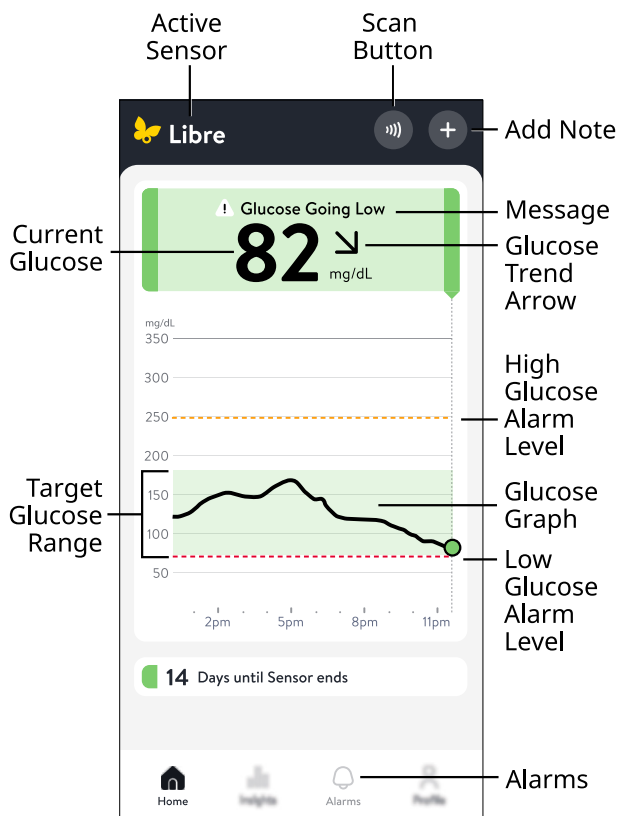 Active
Sensor
Scan
Button
Libre
Add Note
Glucose Going Low
Message
Current
Glucose
82
mg/dL
Glucose
Trend
Arrow
mg/dL
350
300
250
200
150
100
50
High
Glucose
Alarm
Level
Target
Glucose
Range
Glucose
Graph
Low
Glucose
Alarm
Level
2pm 5pm 8pm 11pm
14 Days until Sensor ends
Alarms
Home Insights Alarms Profile